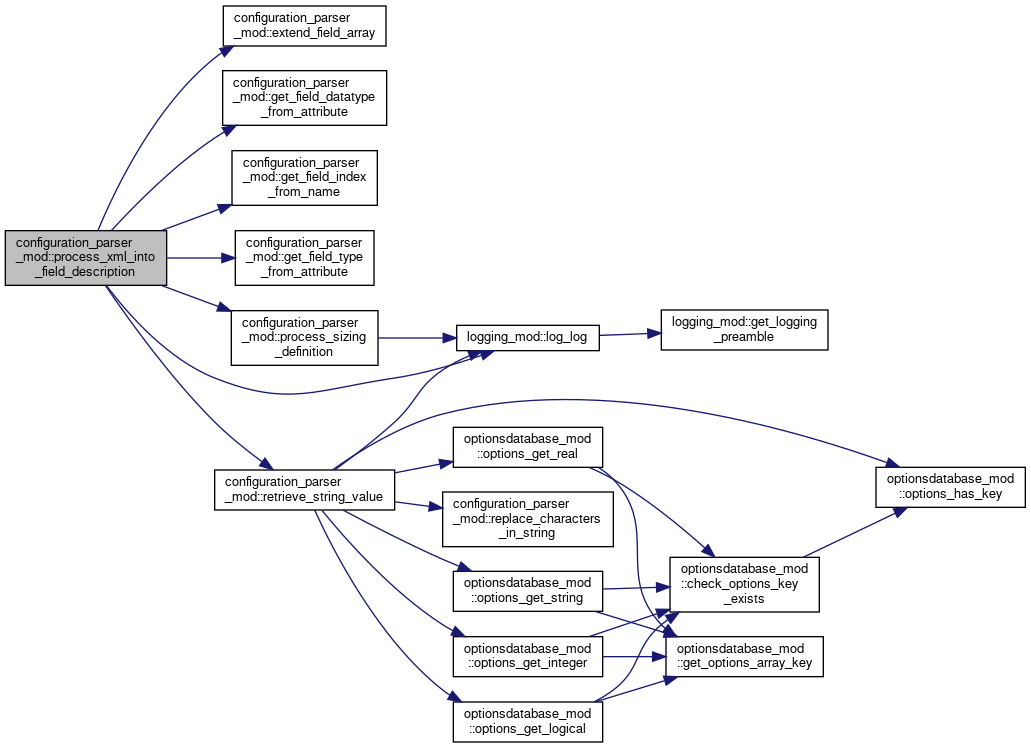 configuration_parser
_mod::extend_field_array
configuration_parser
_mod::get_field_datatype
_from_attribute
configuration_parser
_mod::get_field_index
_from_name
configuration_parser
_mod::process_xml_into
_field_description
configuration_parser
_mod::get_field_type
_from_attribute
configuration_parser
_mod::process_sizing
_definition
logging_mod::log_log
logging_mod::get_logging
_preamble
configuration_parser
_mod::retrieve_string_value
optionsdatabase_mod
::options_get_real
configuration_parser
_mod::replace_characters
_in_string
optionsdatabase_mod
::options_get_string
optionsdatabase_mod
::options_get_integer
optionsdatabase_mod
::options_get_logical
optionsdatabase_mod
::check_options_key
_exists
optionsdatabase_mod
::get_options_array_key
optionsdatabase_mod
::options_has_key